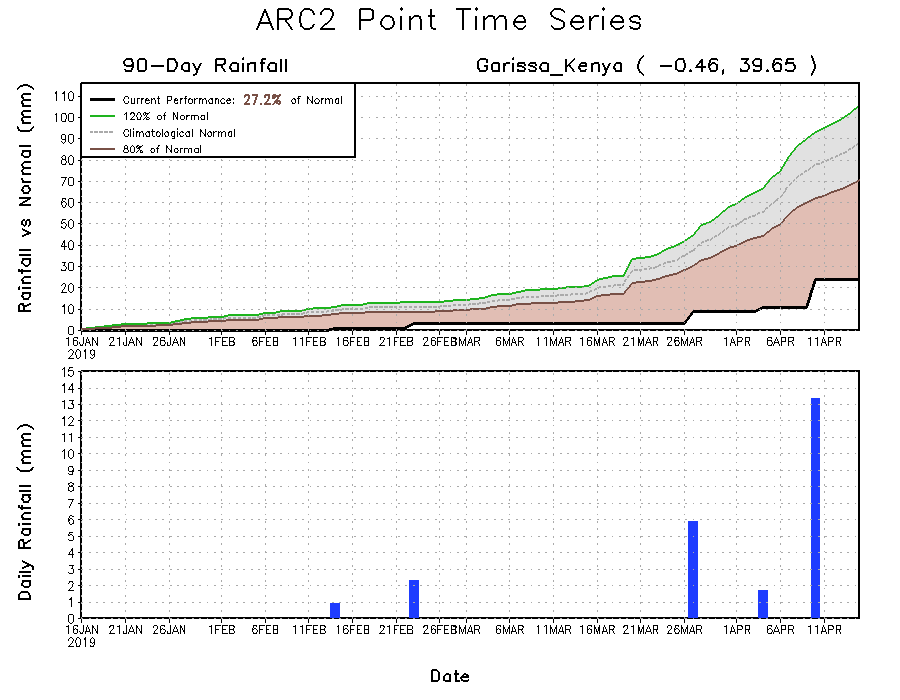 ARC2 Point Time Series
90-Day Rainfall
Garissa_Kenya ( -0.46, 39.65 )
Rainfall vs Normal (mm)
Current Performance: 27.2% of Normal
120% of Normal
Climatological Normal
80% of Normal
110
100
90
80
70
60
50
40
30
20
10
0
16JAN 21JAN 26JAN 1FEB 6FEB 11FEB 16FEB 21FEB 26FEB 3MAR 6MAR 11MAR 16MAR 21MAR 26MAR 1APR 6APR 11APR
2019
Daily Rainfall (mm)
15
14
13
12
11
10
9
8
7
6
5
4
3
2
1
0
16JAN 21JAN 26JAN 1FEB 6FEB 11FEB 16FEB 21FEB 26FEB 3MAR 6MAR 11MAR 16MAR 21MAR 26MAR 1APR 6APR 11APR
2019
Date